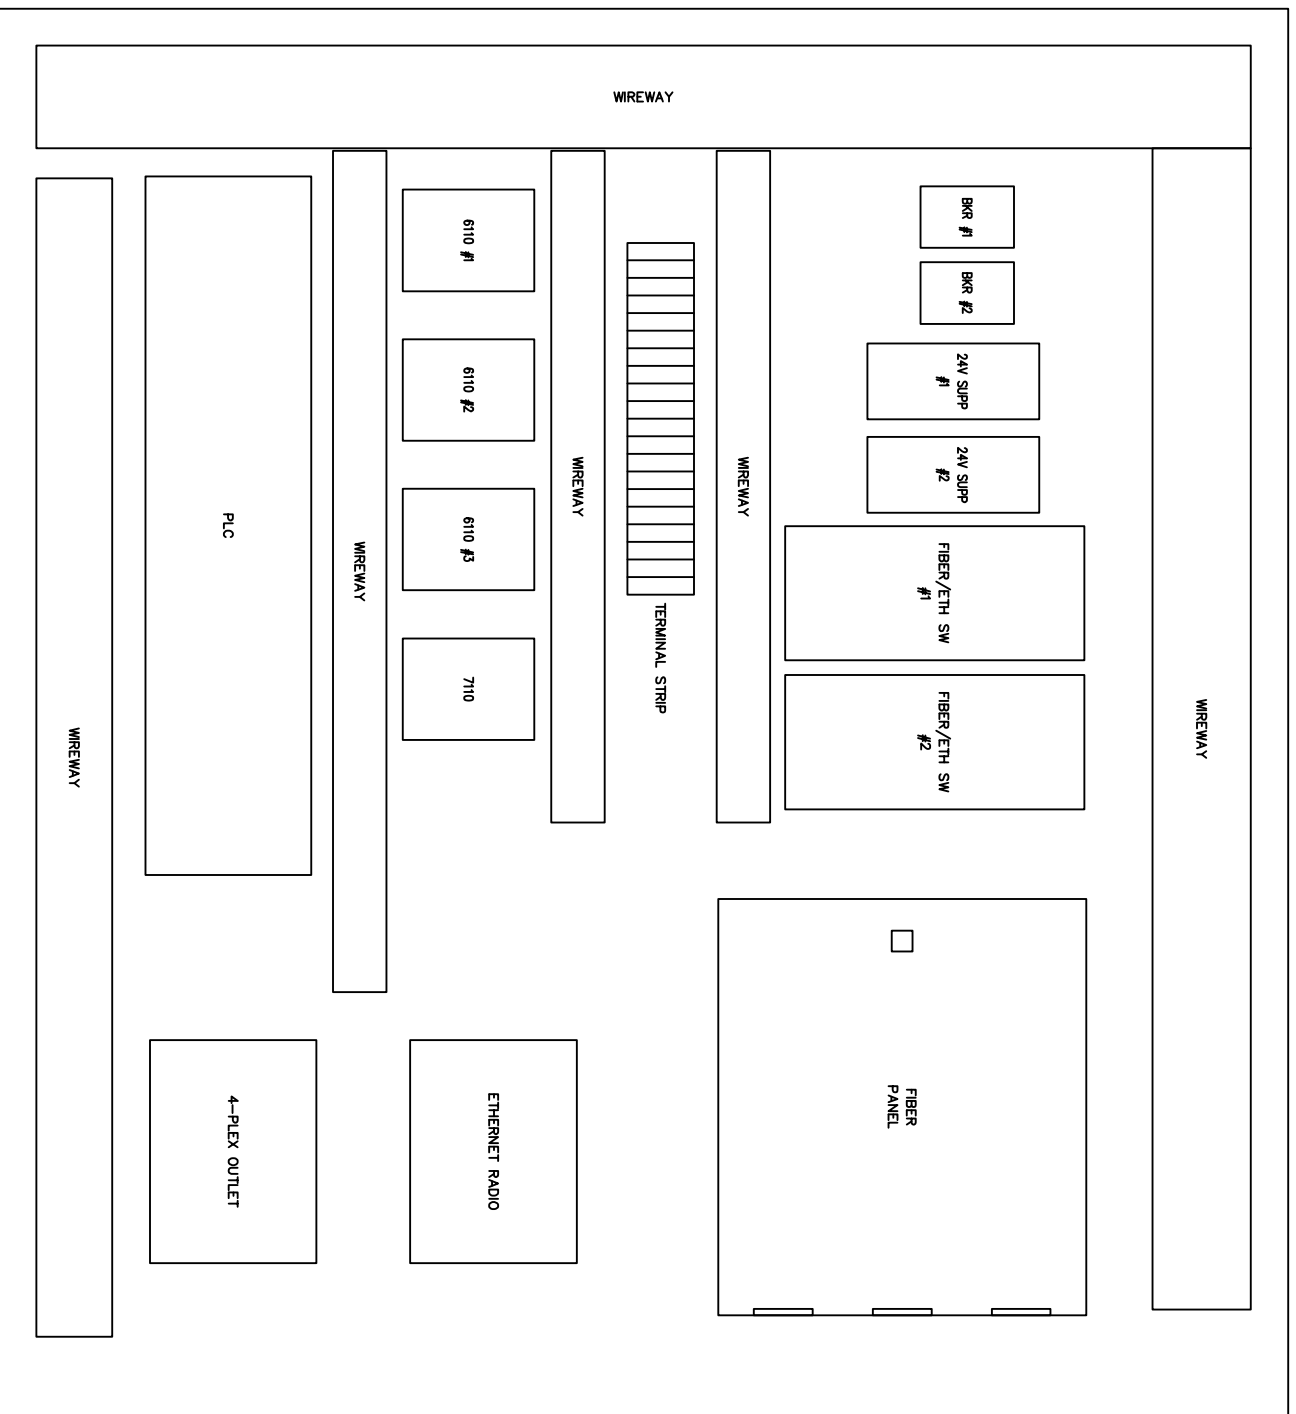 WIREWAY
BKR #1
BKR #2
24V SUPP
#1
24V SUPP
#2
FIBER/ETH SW
#1
FIBER/ETH SW
#2
WIREWAY
FIBER
PANEL
WIREWAY
TERMINAL STRIP
WIREWAY
6110 #1
6110 #2
6110 #3
7110
ETHERNET RADIO
WIREWAY
PLC
4-PLEX OUTLET
WIREWAY